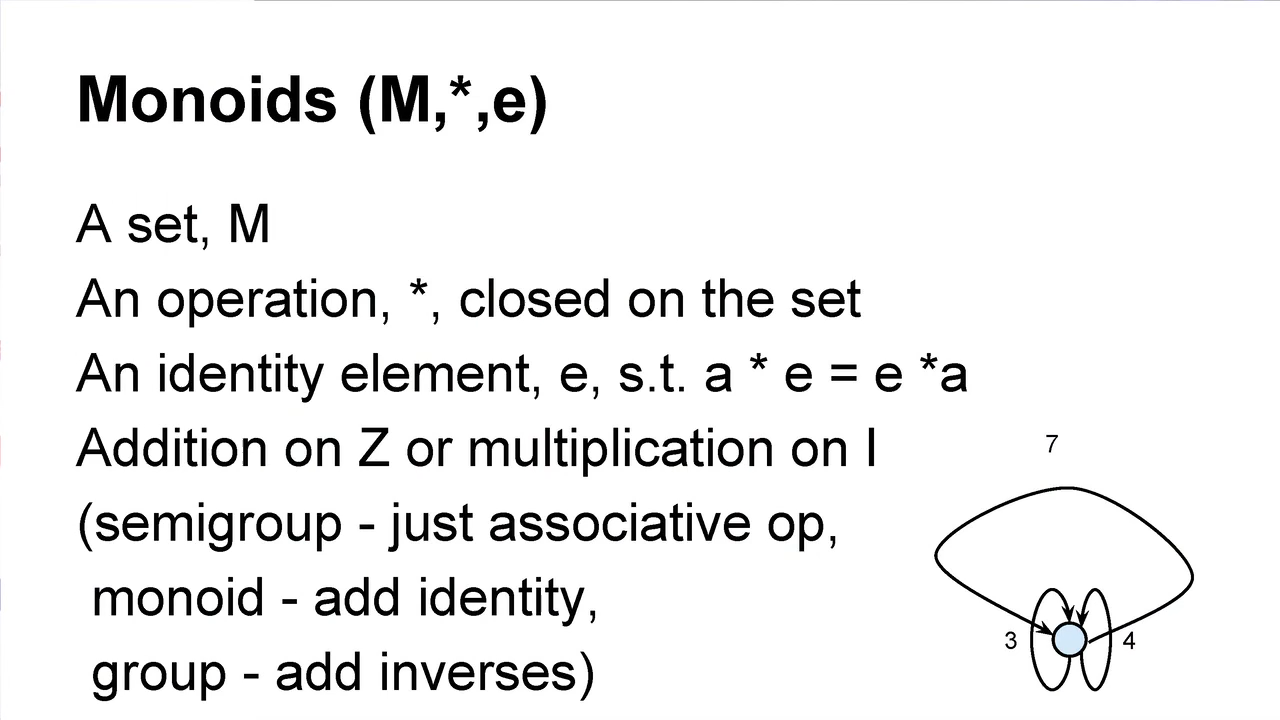 Monoids (M,*,e)
A set, M
An operation, *, closed on the set
An identity element, e, s.t. a * e = e *a
Addition on Z or multiplication on I
(semigroup - just associative op,
monoid - add identity,
group - add inverses)
7
3
4